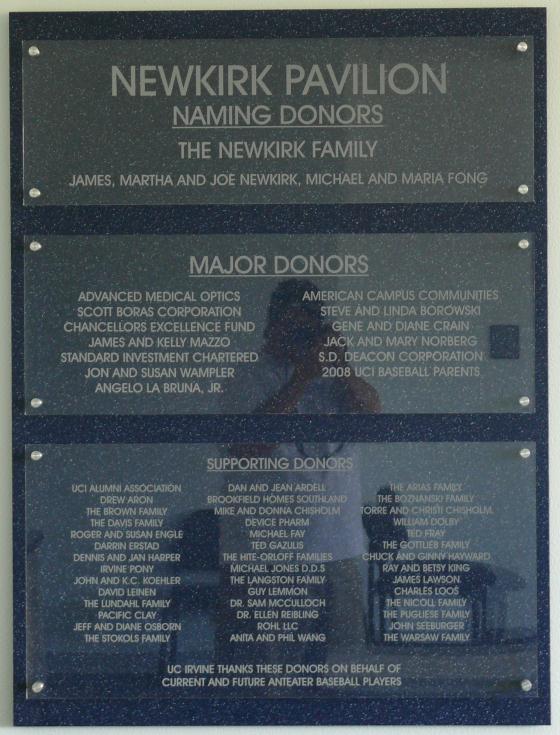 NEWKIRK PAVILION
NAMING DONORS
THE NEWKIRK FAMILY
JAMES, MARTHA AND JOE NEWKIRK, MICHAEL AND MARIA FONG
MAJOR DONORS
ADVANCED MEDICAL OPTICS
SCOTT BORAS CORPORATION
CHANCELLORS EXCELLENCE FUND
JAMES AND KELLY MAZZO
STANDARD INVESTMENT CHARTERED
JON AND SUSAN WAMPLER
ANGELO LA BRUNA, JR.
AMERICAN CAMPUS COMMUNITIES
STEVE AND LINDA BOROWSKI
GENE AND DIANE CRAIN
JACK AND MARY NORBERG
S.D. DEACON CORPORATION
2008 UCI BASEBALL PARENTS
SUPPORTING DONORS
UCI ALUMNI ASSOCIATION
DREW ARON
THE BROWN FAMILY
THE DAVIS FAMILY
ROGER AND SUSAN ENGLE
DARRIN ERSTAD
DENNIS AND JAN HARPER
IRVINE PONY
JOHN AND K.C. KOEHLER
DAVID LEINEN
THE LUNDAHL FAMILY
PACIFIC CLAY
JEFF AND DIANE OSBORN
THE STOKOLS FAMILY
DAN AND JEAN ARDELL
BROOKFIELD HOMES SOUTHLAND
MIKE AND DONNA CHISHOLM
DEVICE PHARM
MICHAEL FAY
TED GAZULIS
THE HITE-ORLOFF FAMILIES
MICHAEL JONES D.D.S
THE LANGSTON FAMILY
GUY LEMMON
DR. SAM MCCULLOCH
DR. ELLEN REIBLING
ROHL LLC
ANITA AND PHIL WANG
THE ARIAS FAMILY
THE BOZNANSKI FAMILY
TORRE AND CHRISTI CHISHOLM
WILLIAM DOLBY
TED FRAY
THE GOTTLIEB FAMILY
CHUCK AND GINNY HAYWARD
RAY AND BETSY KING
JAMES LAWSON
CHARLES LOOS
THE NICOLL FAMILY
THE PUGLIESE FAMILY
JOHN SEEBURGER
THE WARSAW FAMILY
UC IRVINE THANKS THESE DONORS ON BEHALF OF
CURRENT AND FUTURE ANTEATER BASEBALL PLAYERS